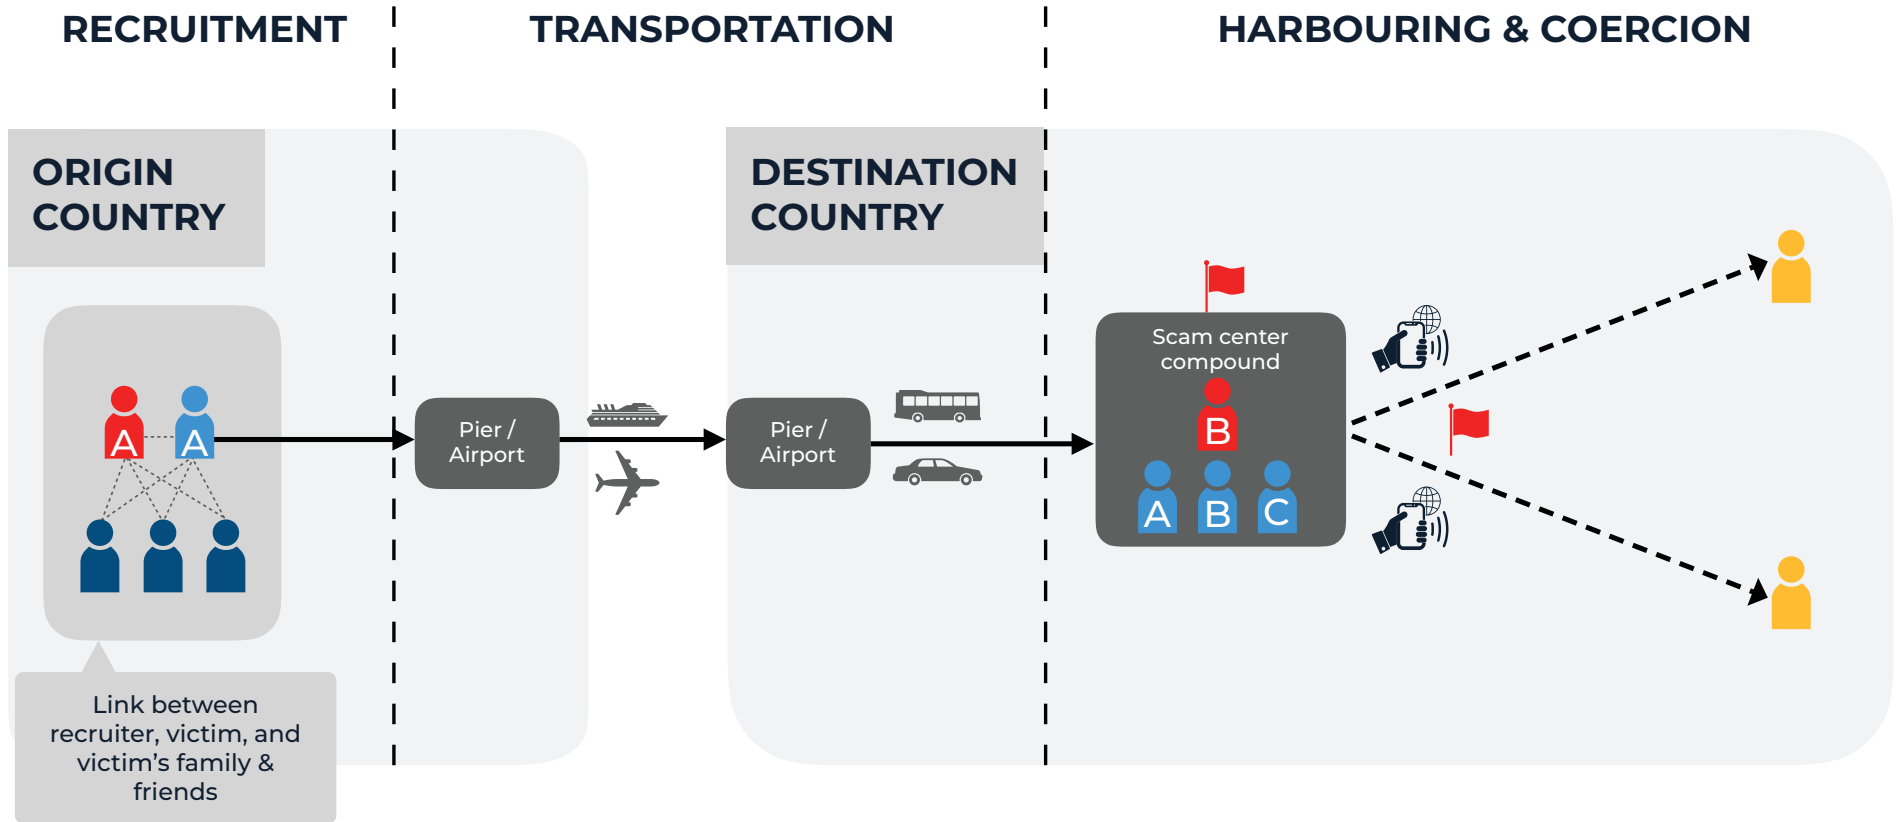 RECRUITMENT
TRANSPORTATION
HARBOURING & COERCION
ORIGIN
COUNTRY
DESTINATION
COUNTRY
A
A
Pier /
Airport
Pier /
Airport
Scam center
compound
B
A
B
C
Link between
recruiter, victim, and
victim’s family &
friends